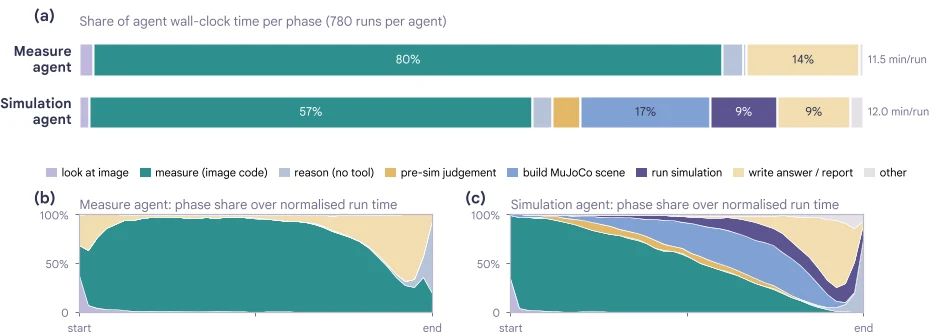 (a) Share of agent wall-clock time per phase (780 runs per agent)
Measure agent 80% 14% 11.5 min/run
Simulation agent 57% 17% 9% 9% 12.0 min/run
look at image measure (image code) reason (no tool) pre-sim judgement build MuJoCo scene run simulation write answer / report other
(b) Measure agent: phase share over normalised run time
100%
50%
0
start end
(c) Simulation agent: phase share over normalised run time
100%
50%
0
start end